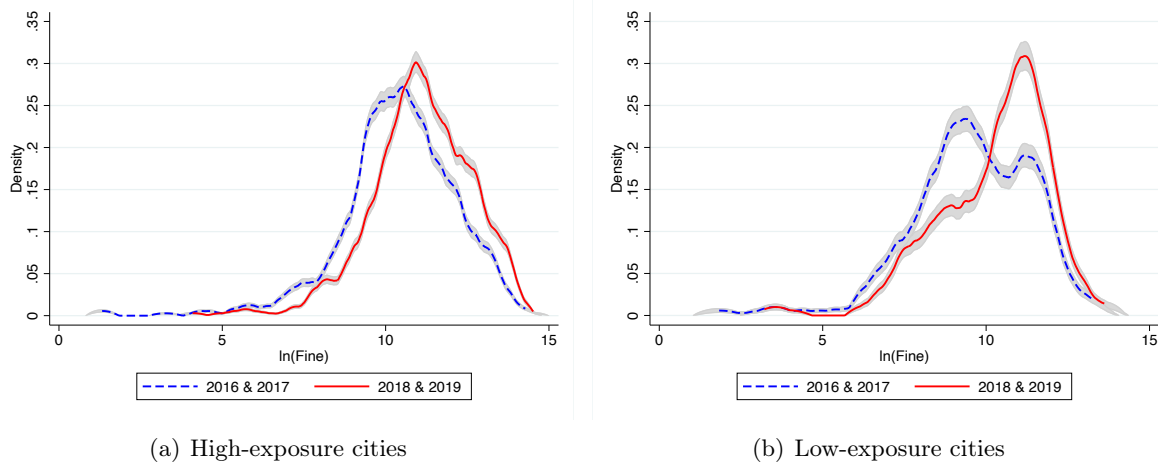 .35
.3
.25
.2
.15
.1
.05
0
Density
0 5 10 15
ln(Fine)
2016 & 2017 2018 & 2019
(a) High-exposure cities
.35
.3
.25
.2
.15
.1
.05
0
Density
0 5 10 15
ln(Fine)
2016 & 2017 2018 & 2019
(b) Low-exposure cities